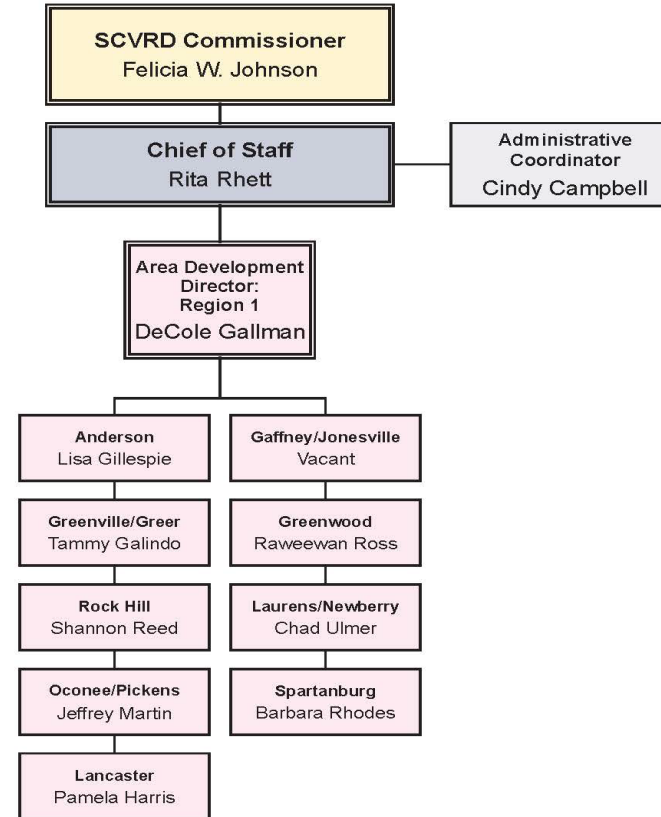 SCVRD Commissioner
Felicia W. Johnson
Chief of Staff
Rita Rhett
Administrative
Coordinator
Cindy Campbell
Area Development
Director:
Region 1
DeCole Gallman
Anderson
Lisa Gillespie
Greenville/Greer
Tammy Galindo
Rock Hill
Shannon Reed
Oconee/Pickens
Jeffrey Martin
Lancaster
Pamela Harris
Gaffney/Jonesville
Vacant
Greenwood
Raweewan Ross
Laurens/Newberry
Chad Ulmer
Spartanburg
Barbara Rhodes